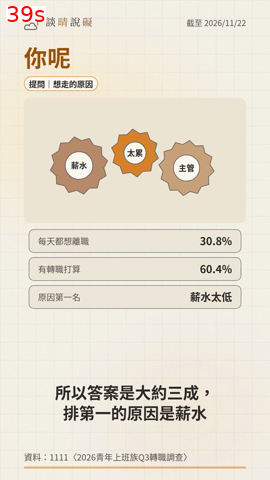 39s
談晴說礙
截至 2026/11/22
你呢
提問｜想走的原因
薪水
太累
主管
每天都想離職 30.8%
有轉職打算 60.4%
原因第一名 薪水太低
所以答案是大約三成，
排第一的原因是薪水
資料：1111〈2026青年上班族Q3轉職調查〉